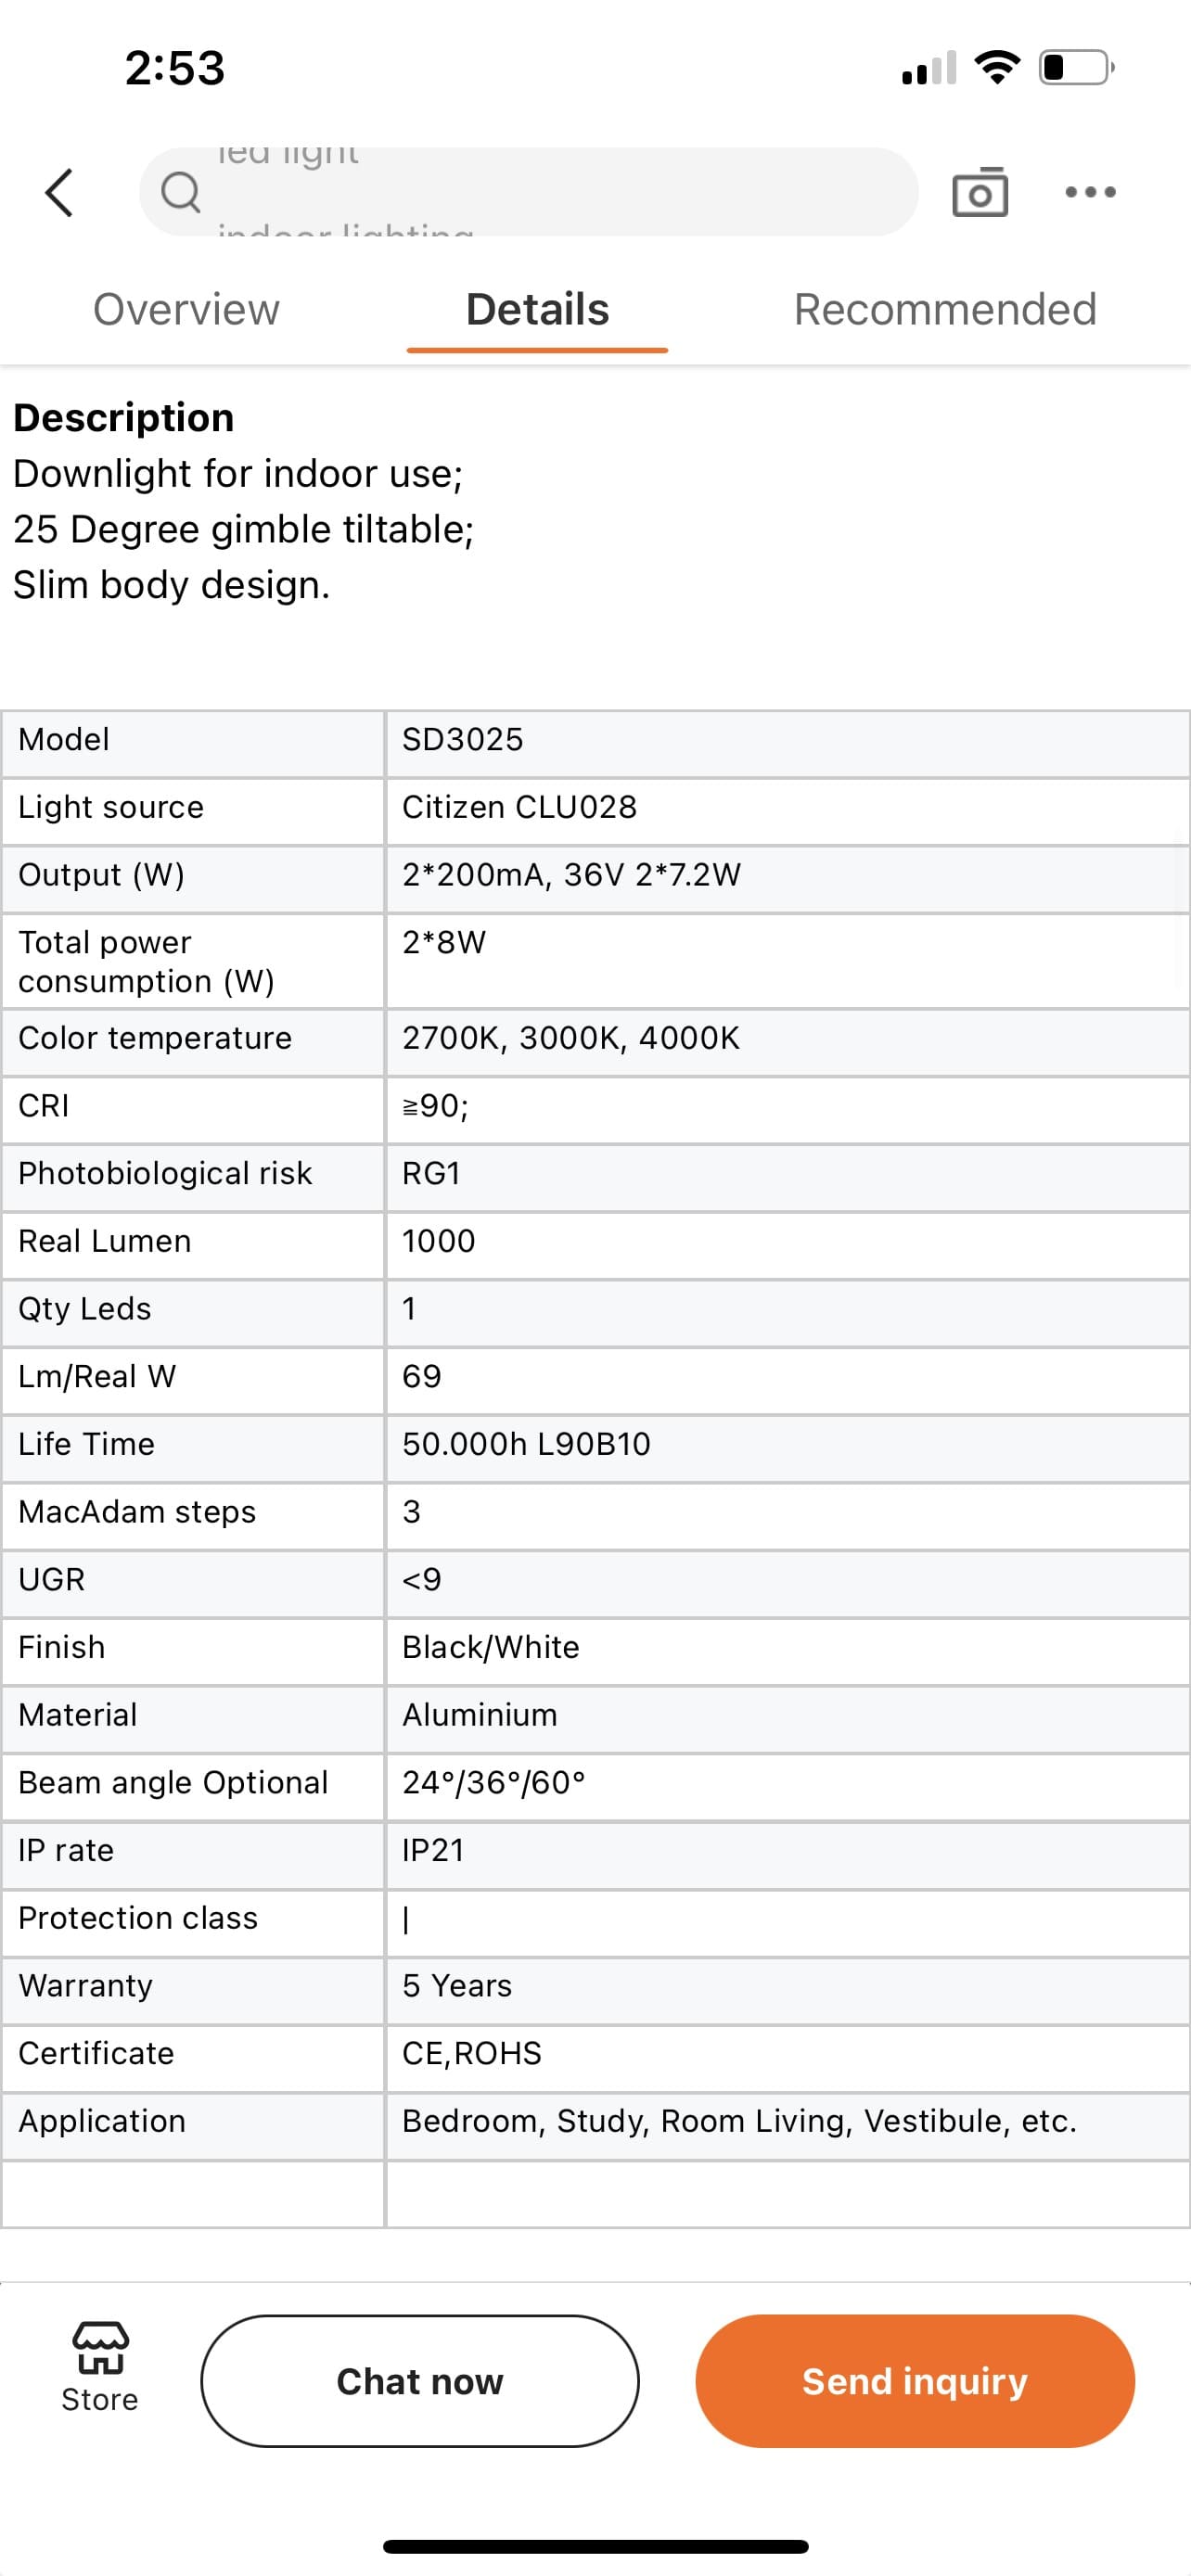 2:53
led light
indoor lighting
Overview Details Recommended
Description
Downlight for indoor use;
25 Degree gimble tiltable;
Slim body design.
Model SD3025
Light source Citizen CLU028
Output (W) 2*200mA, 36V 2*7.2W
Total power 2*8W
consumption (W)
Color temperature 2700K, 3000K, 4000K
CRI ≧90;
Photobiological risk RG1
Real Lumen 1000
Qty Leds 1
Lm/Real W 69
Life Time 50.000h L90B10
MacAdam steps 3
UGR <9
Finish Black/White
Material Aluminium
Beam angle Optional 24°/36°/60°
IP rate IP21
Protection class |
Warranty 5 Years
Certificate CE,ROHS
Application Bedroom, Study, Room Living, Vestibule, etc.
Store Chat now Send inquiry